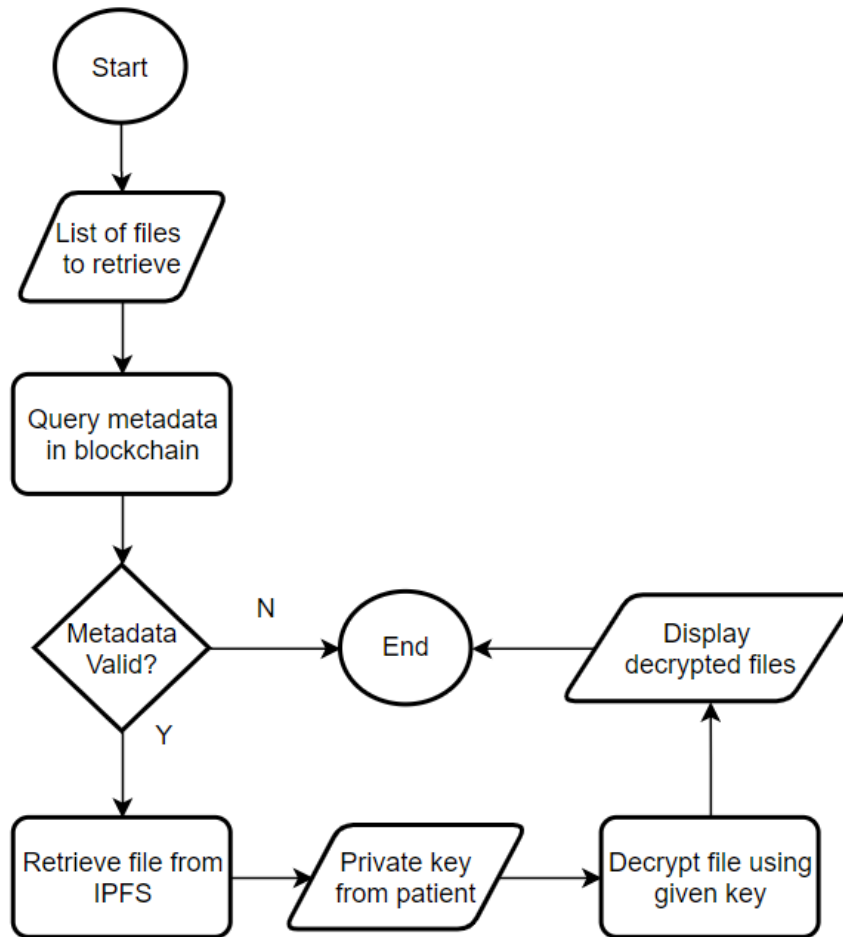 Start
List of files
to retrieve
Query metadata
in blockchain
Metadata
Valid?
N
End
Display
decrypted files
Y
Retrieve file from
IPFS
Private key
from patient
Decrypt file using
given key